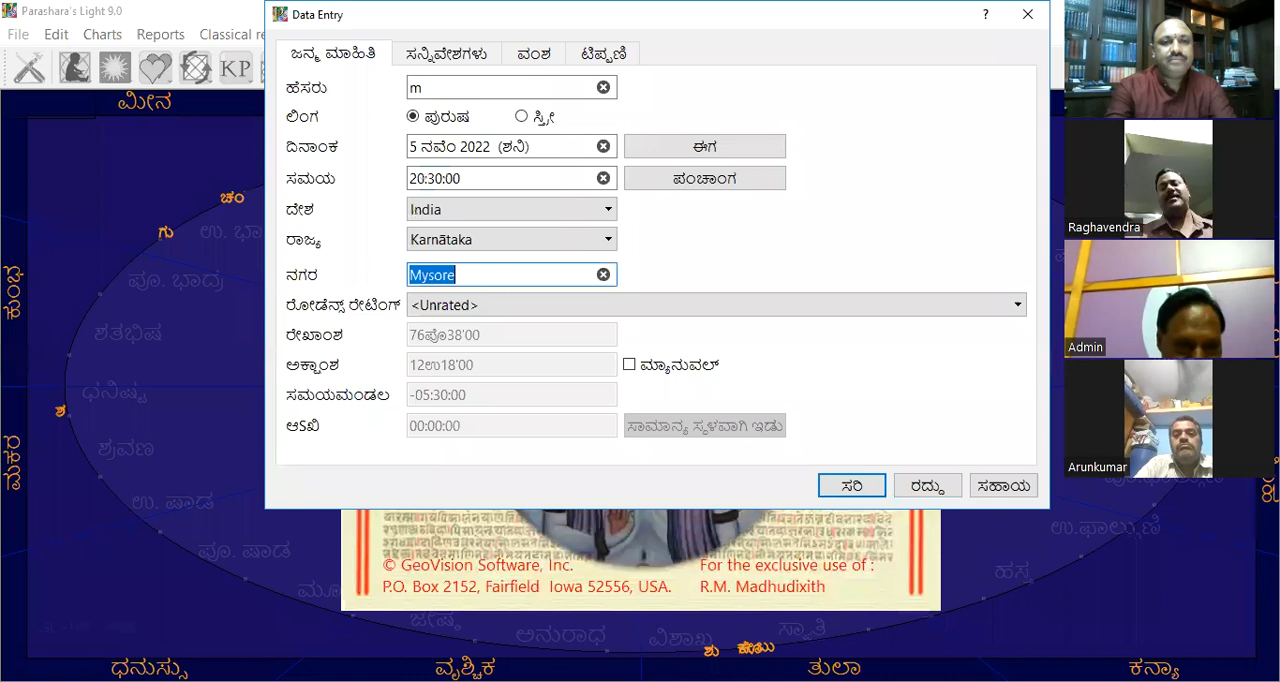 Parashara's Light 9.0
File Edit Charts Reports Classical re
KP
Data Entry
ಜನ್ಮ ಮಾಹಿತಿ ಸನ್ನಿವೇಶಗಳು ವಂಶ ಟಿಪ್ಪಣಿ
ಹೆಸರು m
ಲಿಂಗ ಪುರುಷ ಸ್ತ್ರೀ
ದಿನಾಂಕ 5 ನವೆಂ 2022 (ಶನಿ) ಈಗ
ಸಮಯ 20:30:00 ಪಂಚಾಂಗ
ದೇಶ India
ರಾಜ್ಯ Karnātaka
ನಗರ Mysore
ರೋಡೆನ್ಸ್ ರೇಟಿಂಗ್ <Unrated>
ರೇಖಾಂಶ 76ಪೂ38'00
ಅಕ್ಷಾಂಶ 12ಉ18'00 ಮ್ಯಾನುವಲ್
ಸಮಯಮಂಡಲ -05:30:00
00:00:00 ಸಾಮಾನ್ಯ ಸ್ಥಳವಾಗಿ ಇಡು
ಸರಿ ರದ್ದು ಸಹಾಯ
ಮೀನ
ಚಂ
ಗು
ಉ. ಭಾ
ಪೂ. ಭಾದ್ರ
ಕುಂಭ
ಶತಭಿಷ
ಧನಿಷ್ಠ
ಶ
ಶ್ರವಣ
ಮಕರ
ಉ. ಷಾಡ
ಪೂ. ಷಾಡ
ಮೂ
ಜೇಷ್ಠ
ಅನುರಾಧ
ವಿಶಾಖ
ಸ್ವಾತಿ
ಹಸ್ತ
ಉ.ಫಾಲ್ಗುಣಿ
ಶು
ಧನುಸ್ಸು ವೃಶ್ಚಿಕ ತುಲಾ ಕನ್ಯಾ
© GeoVision Software, Inc. For the exclusive use of :
P.O. Box 2152, Fairfield Iowa 52556, USA. R.M. Madhudixith
Raghavendra
Admin
Arunkumar